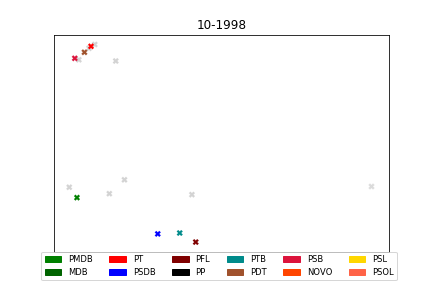 10-1998
PMDB PT PFL PTB PSB PSL
MDB PSDB PP PDT NOVO PSOL